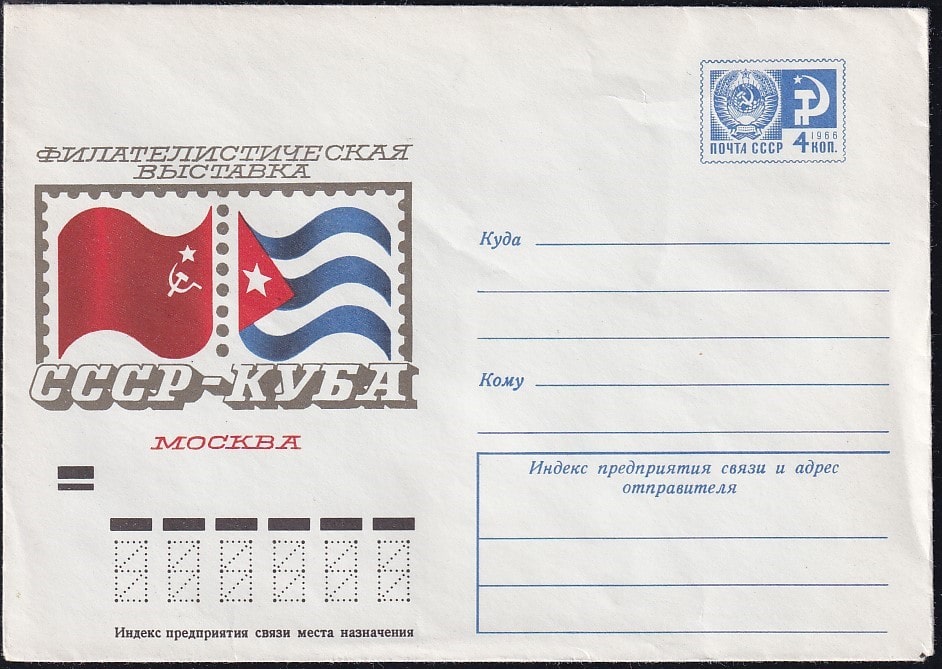 ФИЛАТЕЛИСТИЧЕСКАЯ
ВЫСТАВКА
СССР-КУБА
МОСКВА
1966
ПОЧТА СССР 4 КОП.
Куда
Кому
Индекс предприятия связи и адрес
отправителя
Индекс предприятия связи места назначения